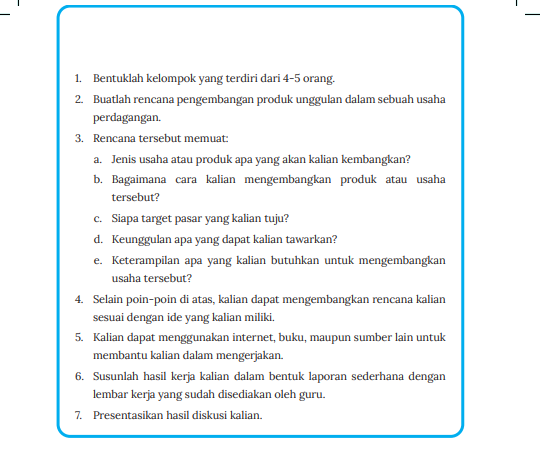 1. Bentuklah kelompok yang terdiri dari 4-5 orang.
2. Buatlah rencana pengembangan produk unggulan dalam sebuah usaha
perdagangan.
3. Rencana tersebut memuat:
a. Jenis usaha atau produk apa yang akan kalian kembangkan?
b. Bagaimana cara kalian mengembangkan produk atau usaha
tersebut?
c. Siapa target pasar yang kalian tuju?
d. Keunggulan apa yang dapat kalian tawarkan?
e. Keterampilan apa yang kalian butuhkan untuk mengembangkan
usaha tersebut?
4. Selain poin-poin di atas, kalian dapat mengembangkan rencana kalian
sesuai dengan ide yang kalian miliki.
5. Kalian dapat menggunakan internet, buku, maupun sumber lain untuk
membantu kalian dalam mengerjakan.
6. Susunlah hasil kerja kalian dalam bentuk laporan sederhana dengan
lembar kerja yang sudah disediakan oleh guru.
7. Presentasikan hasil diskusi kalian.